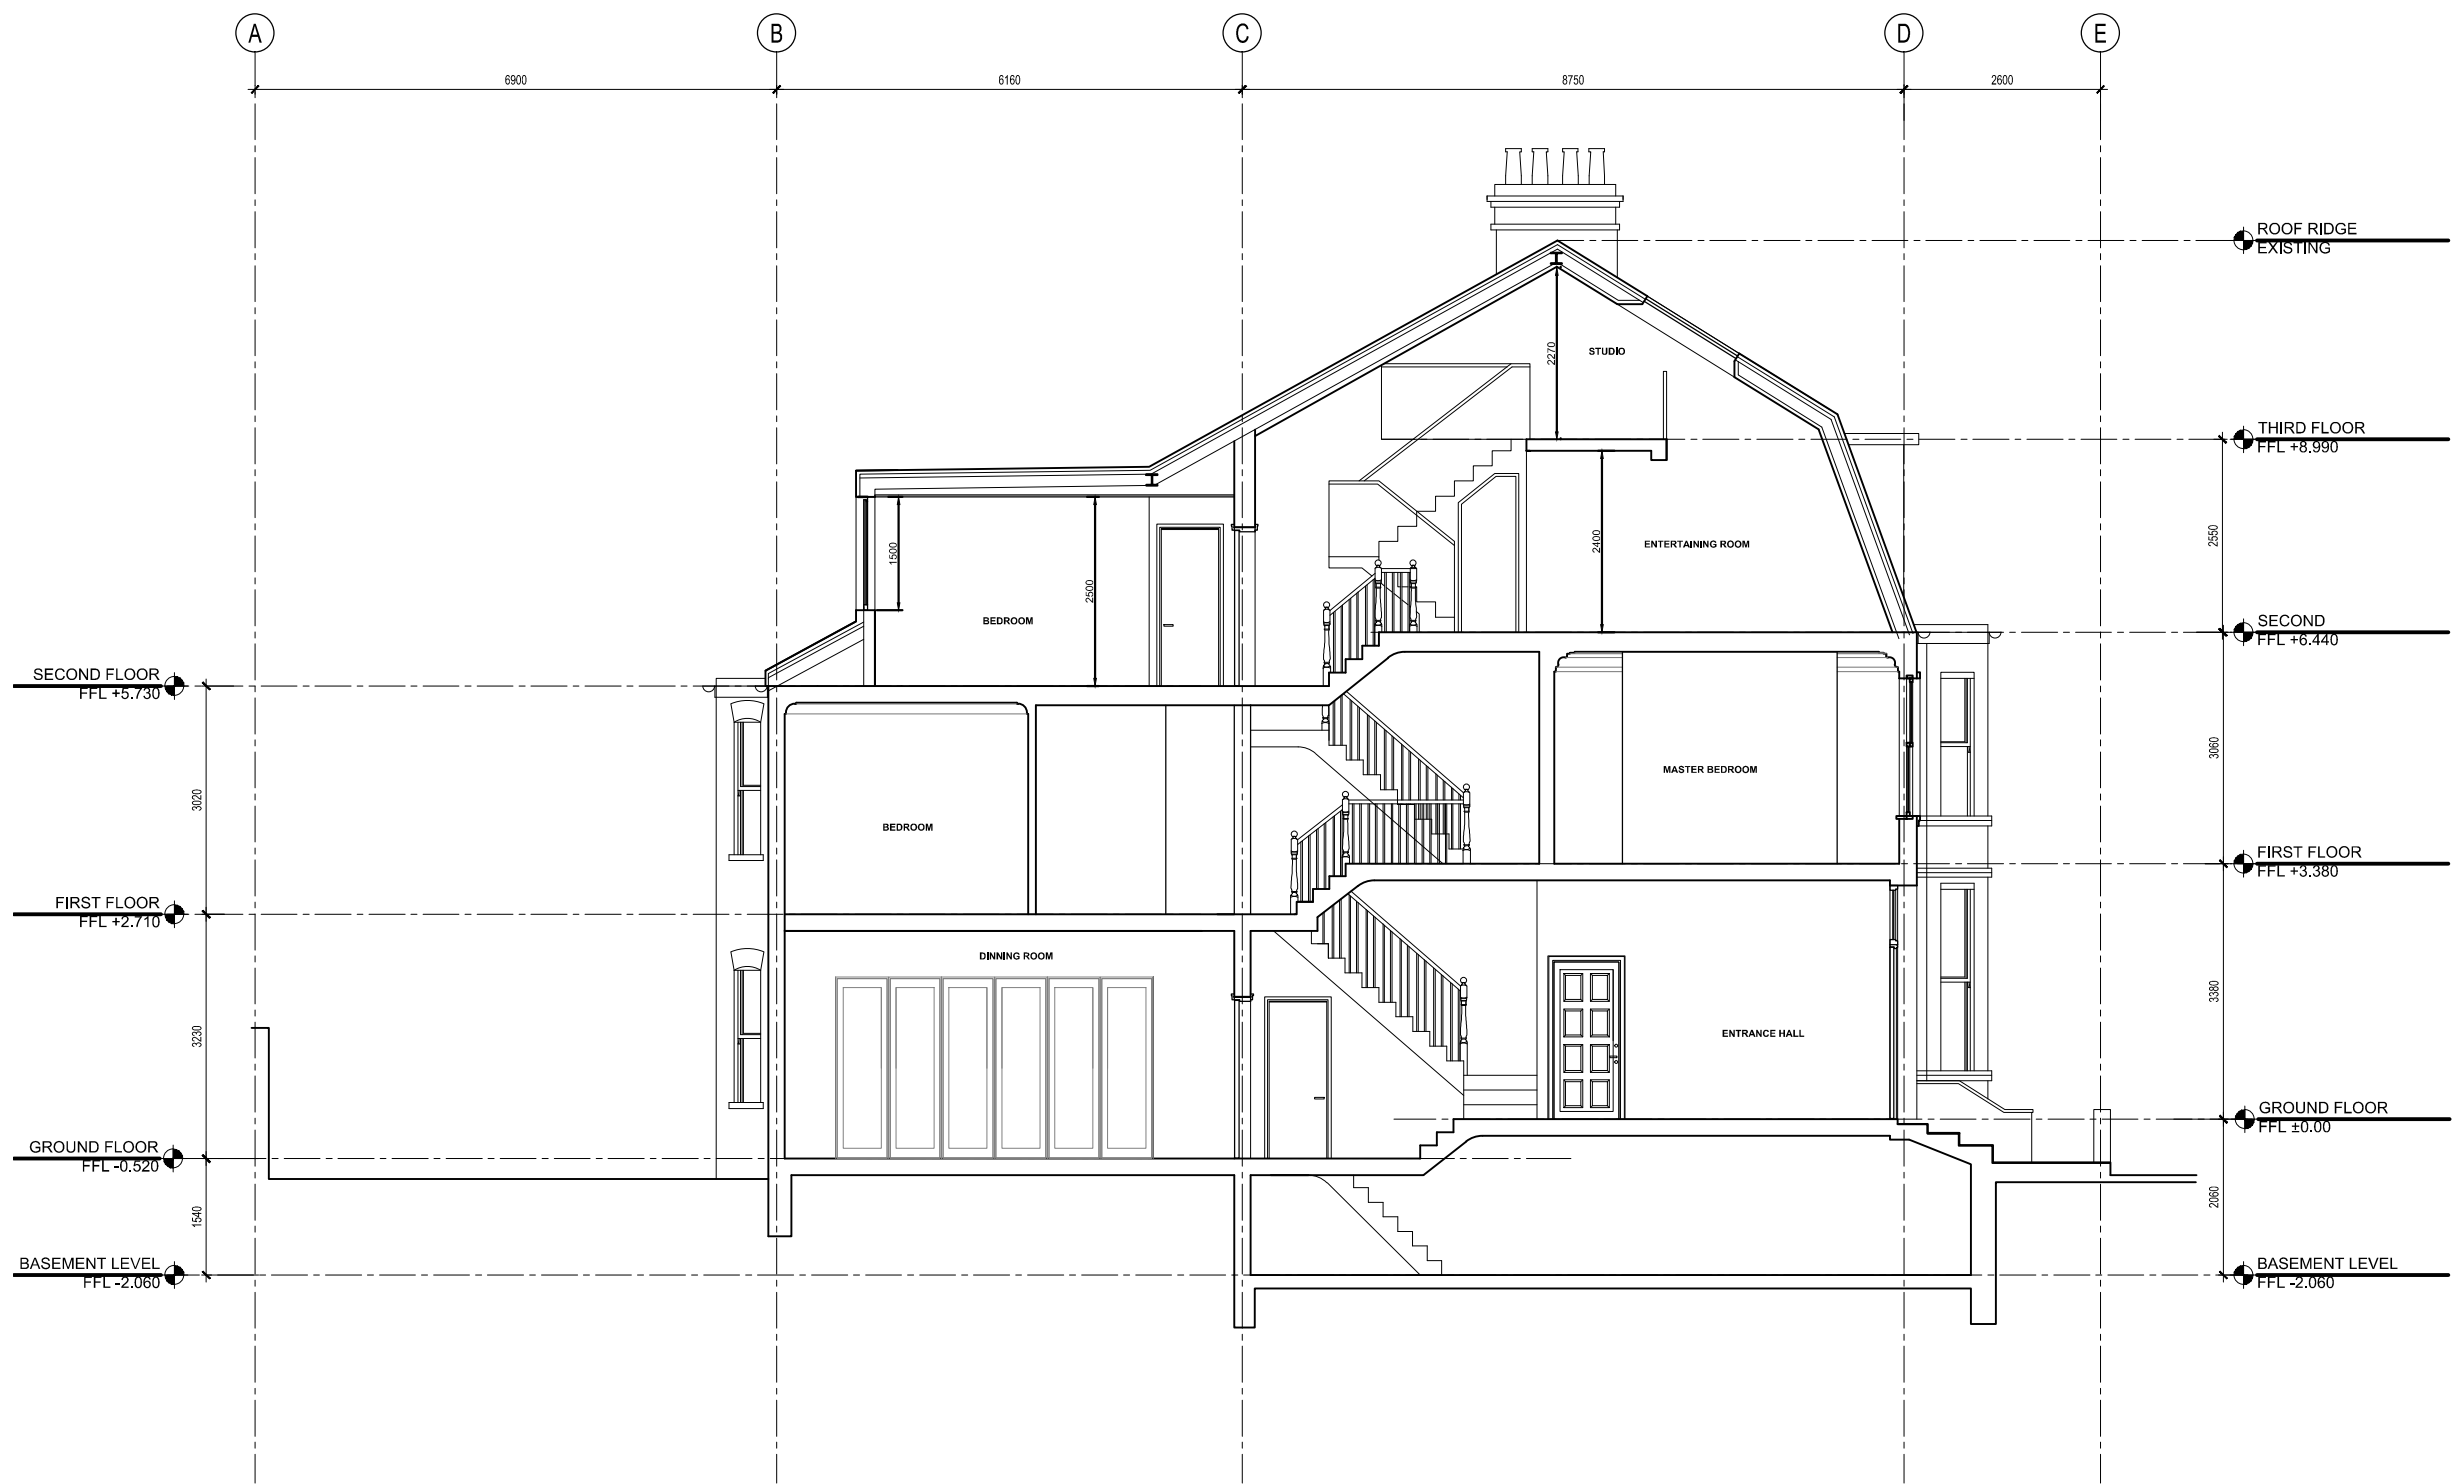 A
B
C
D
E
6900
6160
8750
2600
ROOF RIDGE
EXISTING
STUDIO
2270
THIRD FLOOR
FFL +8.990
1500
2500
2400
ENTERTAINING ROOM
2550
BEDROOM
SECOND
FFL +6.440
SECOND FLOOR
FFL +5.730
3020
BEDROOM
MASTER BEDROOM
3060
FIRST FLOOR
FFL +3.380
FIRST FLOOR
FFL +2.710
DINNING ROOM
3230
ENTRANCE HALL
3380
GROUND FLOOR
FFL ±0.00
GROUND FLOOR
FFL -0.520
1540
2060
BASEMENT LEVEL
FFL -2.060
BASEMENT LEVEL
FFL -2.060